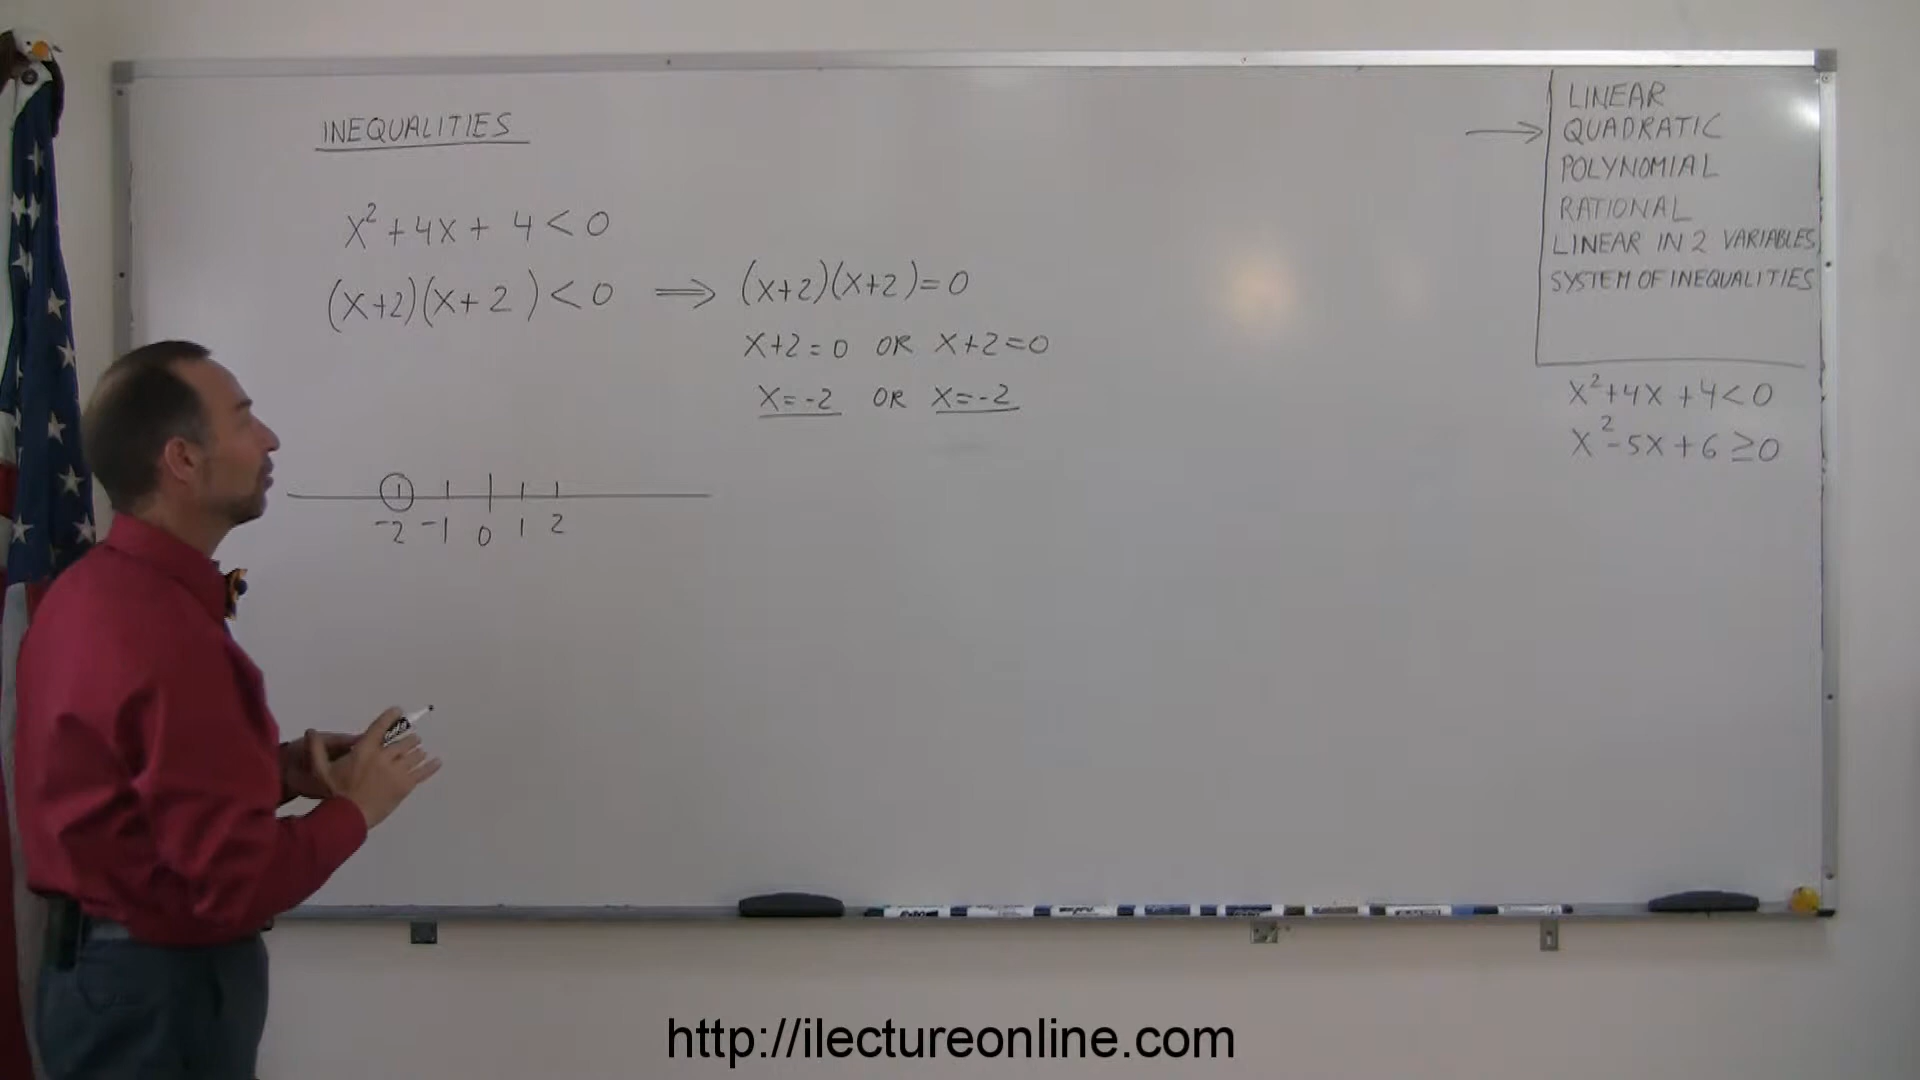 INEQUALITIES
x² + 4x + 4 < 0
(x+2)(x+2) < 0 ⟹ (x+2)(x+2) = 0
x+2=0 OR x+2=0
x=-2 OR x=-2
-2 -1 0 1 2
→ LINEAR
QUADRATIC
POLYNOMIAL
RATIONAL
LINEAR IN 2 VARIABLES
SYSTEM OF INEQUALITIES
x²+4x+4<0
x²-5x+6≥0
http://ilectureonline.com